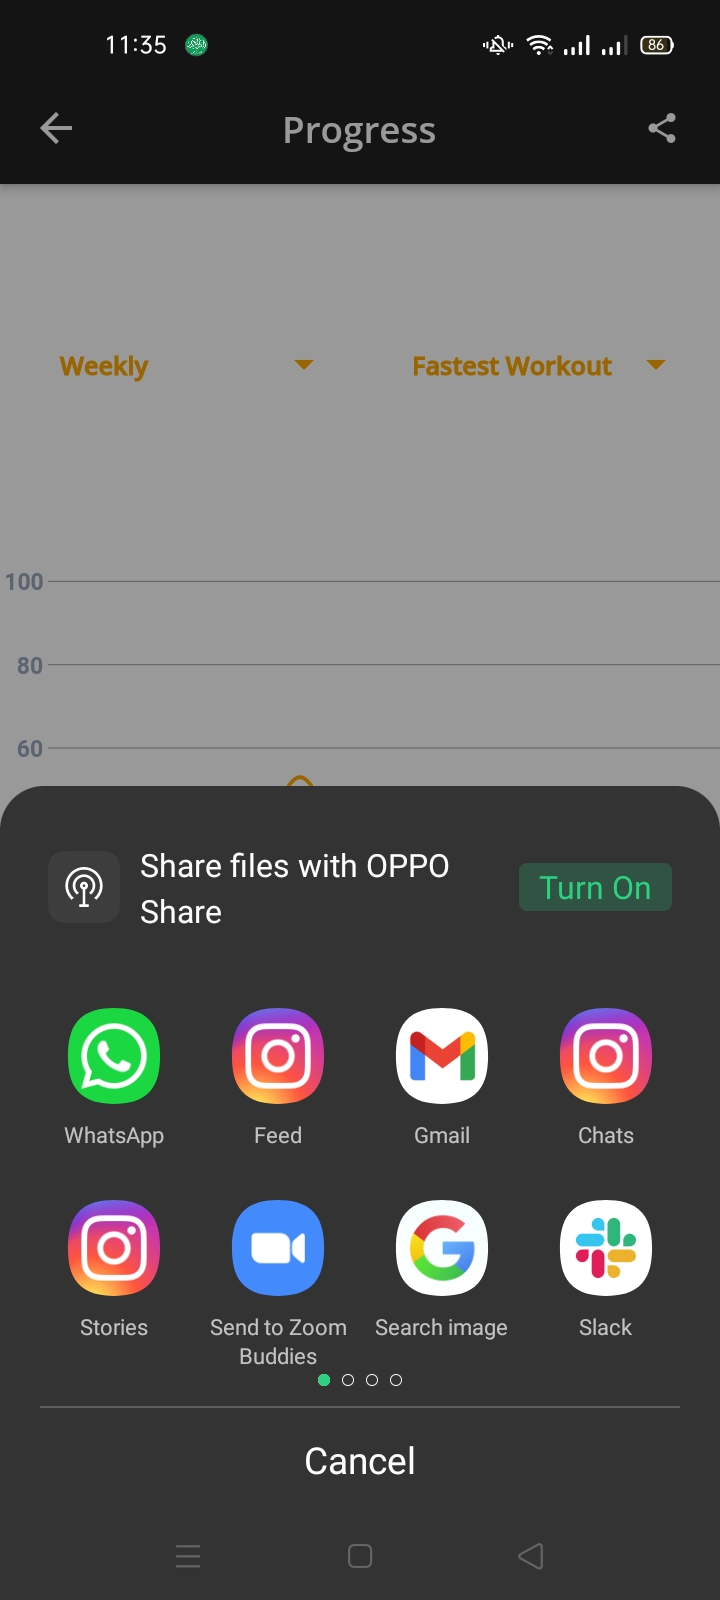 11:35
86
Progress
Weekly
Fastest Workout
100
80
60
Share files with OPPO
Share
Turn On
WhatsApp
Feed
Gmail
Chats
Stories
Send to Zoom
Buddies
Search image
Slack
Cancel